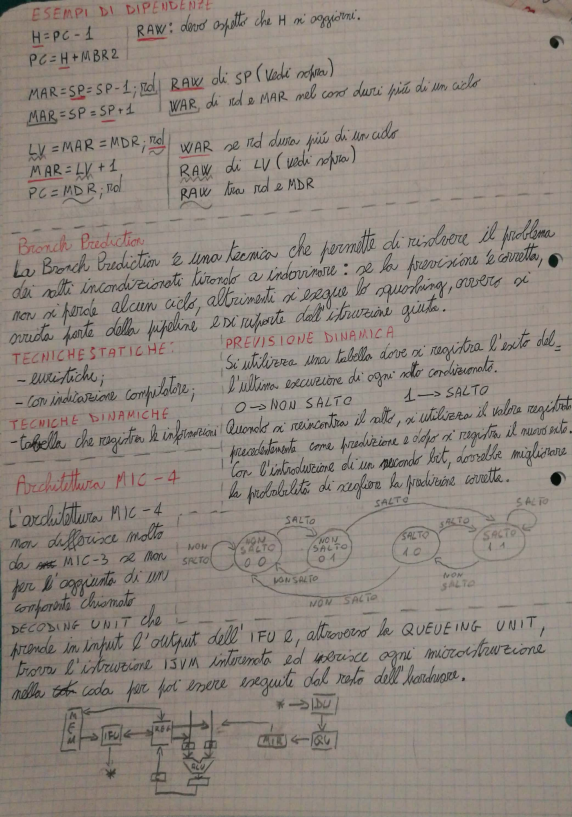 ESEMPI DI DIPENDENZE
H=PC-1
RAW: devo aspetto che H si aggiorni.
PC=H+MBR2
MAR=SP=SP-1; rd
RAW di SP (Vedi sopra)
MAR=SP=SP+1
WAR di rd e MAR nel caso duri più di un ciclo
LV=MAR=MDR; rd
WAR se rd dura più di un ciclo
MAR=LV+1
RAW di LV (vedi sopra)
PC=MDR; rd
RAW tra rd e MDR
Branch Prediction
La Branch Prediction è una tecnica che permette di risolvere il problema
dei salti incondizionati tirando a indovinare: se la previsione è corretta,
non si perde alcun ciclo, altrimenti si esegue lo squashing, ovvero si
svuota parte della pipeline e si riparte dall'istruzione giusta.
TECNICHE STATICHE:
- euristiche;
- con indicazione compilatore;
TECNICHE DINAMICHE
- tabella che registra le informazioni
PREVISIONE DINAMICA
Si utilizza una tabella dove si registra l'esito del=
l'ultima esecuzione di ogni salto condizionato.
0 → NON SALTO 1 → SALTO
Quando si reincontra il salto, si utilizza il valore registrato
precedentemente come predizione e dopo si registra il nuovo esito.
Con l'introduzione di un secondo bit, dovrebbe migliorare
la probabilità di scegliere la predizione corretta.
Architettura MIC-4
L'architettura MIC-4
non differisce molto
da MIC-3 se non
per l'aggiunta di un
componente chiamato
DECODING UNIT che
prende in input l'output dell'IFU e, attraverso la QUEUEING UNIT,
trova l'istruzione ISVM interessata ed inserisce ogni microistruzione
nella coda per poi essere eseguite dal resto dell'hardware.
SALTO
SALTO
SALTO
SALTO
NON SALTO
NON SALTO 0.0
NON SALTO 0.1
SALTO 1.0
SALTO 1.1
NON SALTO
NON SALTO
NON SALTO
MEM
IFU
REG
ALU
MIR
DU
QU